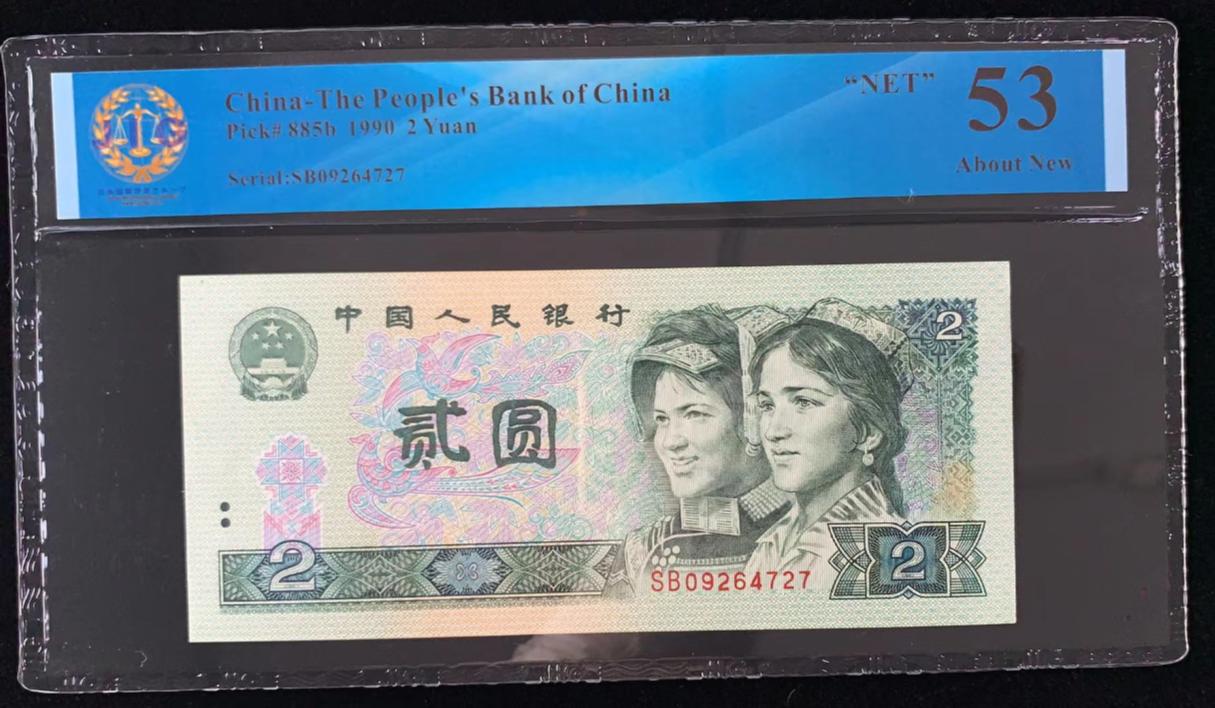 China-The People's Bank of China
Pick# 885b 1990 2 Yuan
Serial:SB09264727
“NET” 53
About New
中国人民银行
2
贰圆
2
SB09264727
2